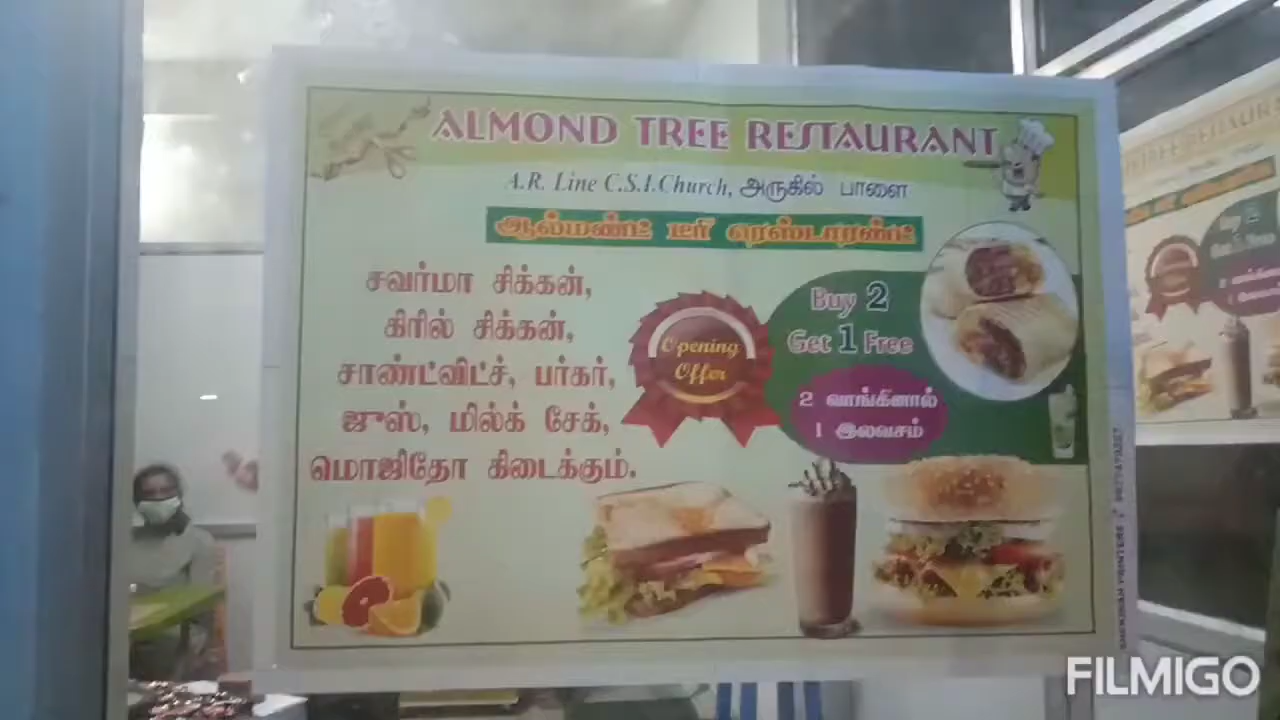 ALMOND TREE RESTAURANT
A.R. Line C.S.I.Church, அருகில் பாளை
ஆல்மண்ட் டீரி ரெஸ்டாரண்ட்
சவர்மா சிக்கன்,
கிரில் சிக்கன்,
சாண்ட்விட்ச், பர்கர்,
ஜுஸ், மில்க் சேக்,
மொஜிதோ கிடைக்கும்.
Opening
Offer
Buy 2
Get 1 Free
2 வாங்கினால்
1 இலவசம்
PRINTERS
FILMIGO